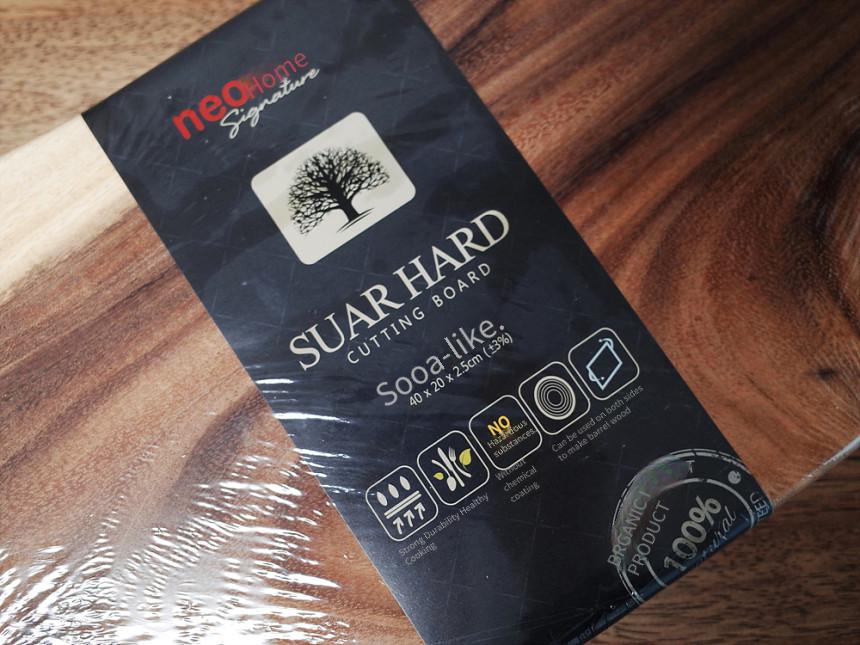 neoHome
Signature
SUAR HARD
CUTTING BOARD
Sooa-like.
40 x 20 x 2.5cm (±3%)
NO
Hazardous
substances
Strong Durability Healthy
Cooking
Without
chemical
coating
Can be used on both sides
to make barrel wood
ORGANIC
PRODUCT
100%